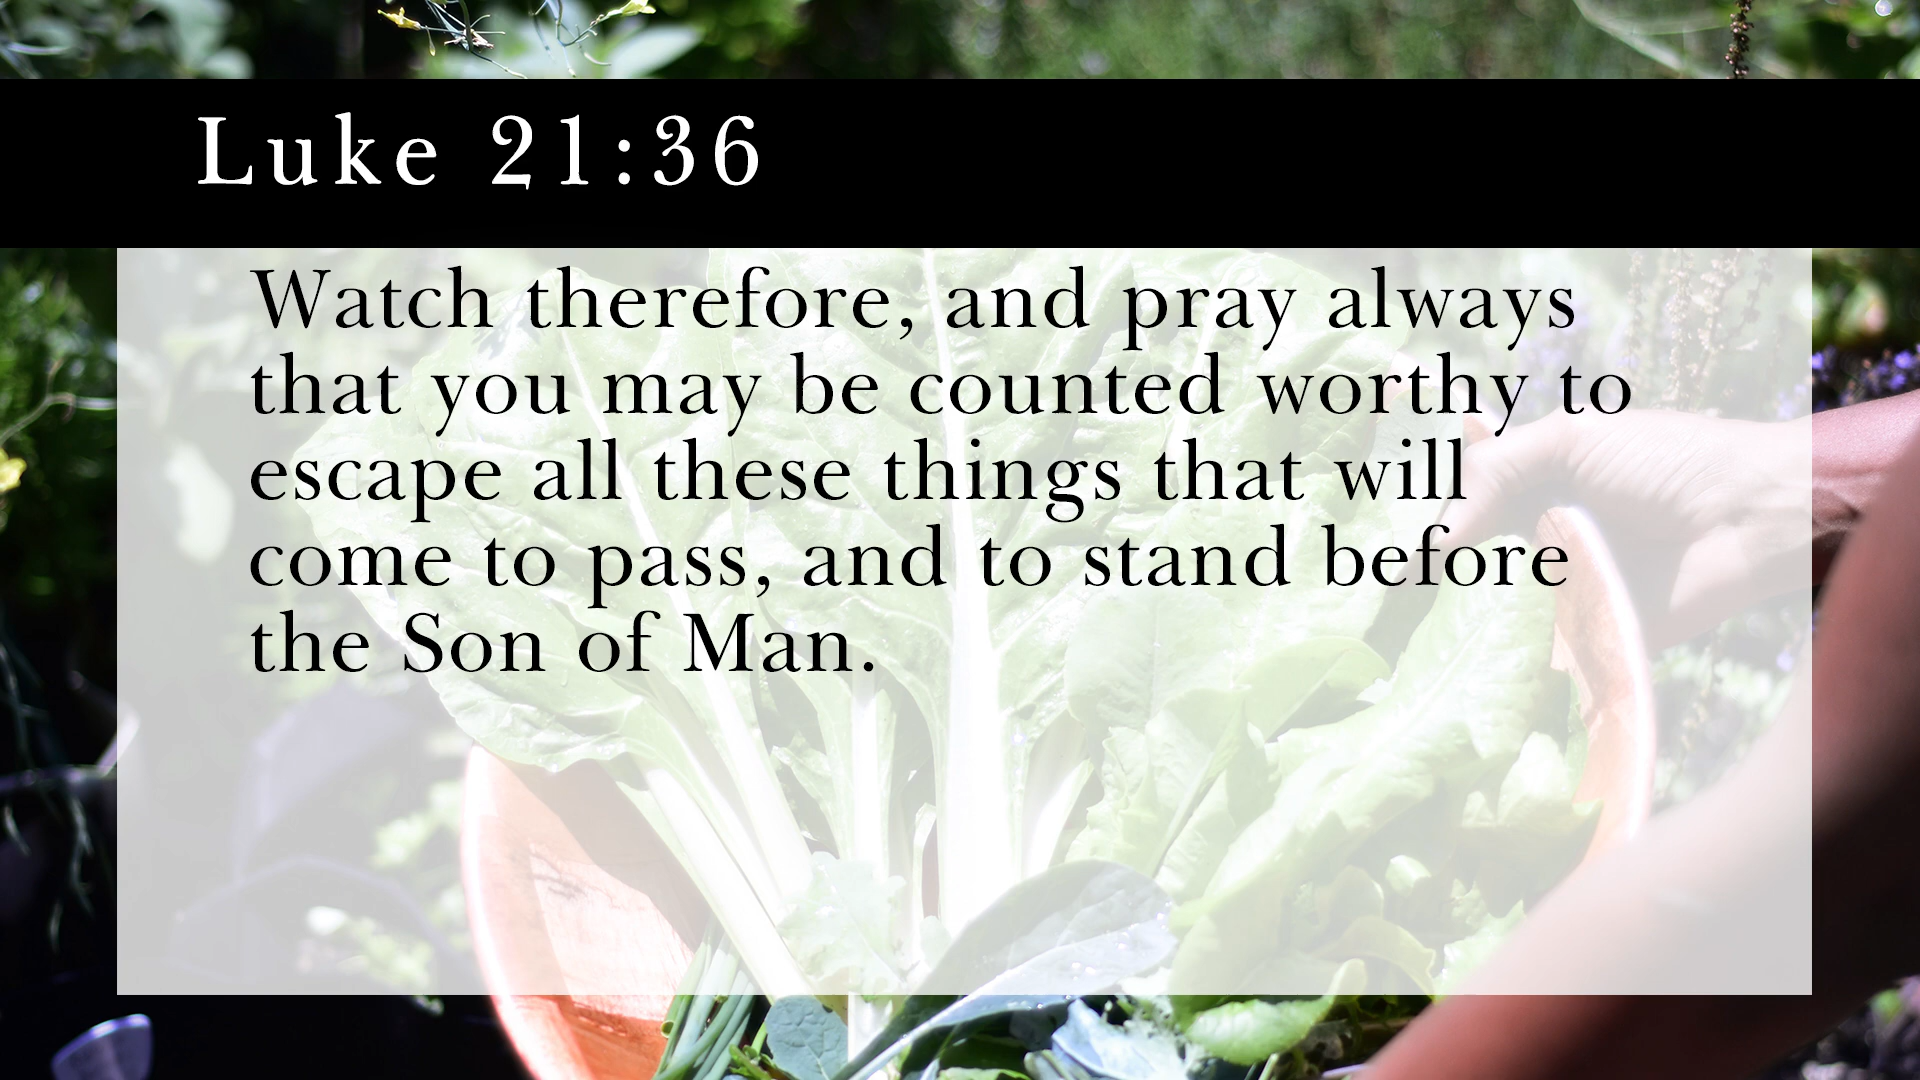 Luke 21:36
Watch therefore, and pray always
that you may be counted worthy to
escape all these things that will
come to pass, and to stand before
the Son of Man.